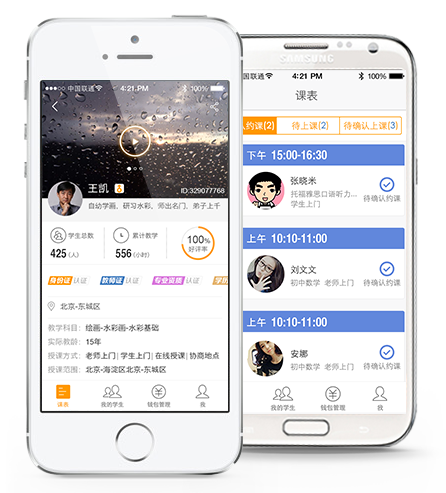 中国联通 4:21 PM 100%
王凯
ID:329077768
自幼学画、研习水彩，师出名门、弟子上千
学生总数
425 (人)
累计教学
556 (小时)
100%
好评率
身份证 认证 教师证 认证 专业资质 认证
北京-东城区
教学科目: 绘画-水彩画-水彩基础
实际教龄: 15年
授课方式: 老师上门 | 学生上门 | 在线授课 | 协商地点
授课范围: 北京-海淀区北京-东城区
课表 我的学生 钱包管理 我
SAMSUNG
中国联通 4:21 PM 100%
课表
认约课(2) 待上课(2) 待确认上课(3)
下午 15:00-16:30
张晓米
托福雅思口语听力...
学生上门
待确认约课
上午 10:10-11:00
刘文文
初中数学 老师上门
待确认约课
上午 10:10-11:00
安娜
初中数学 老师上门
待确认约课
我的学生 钱包管理 我